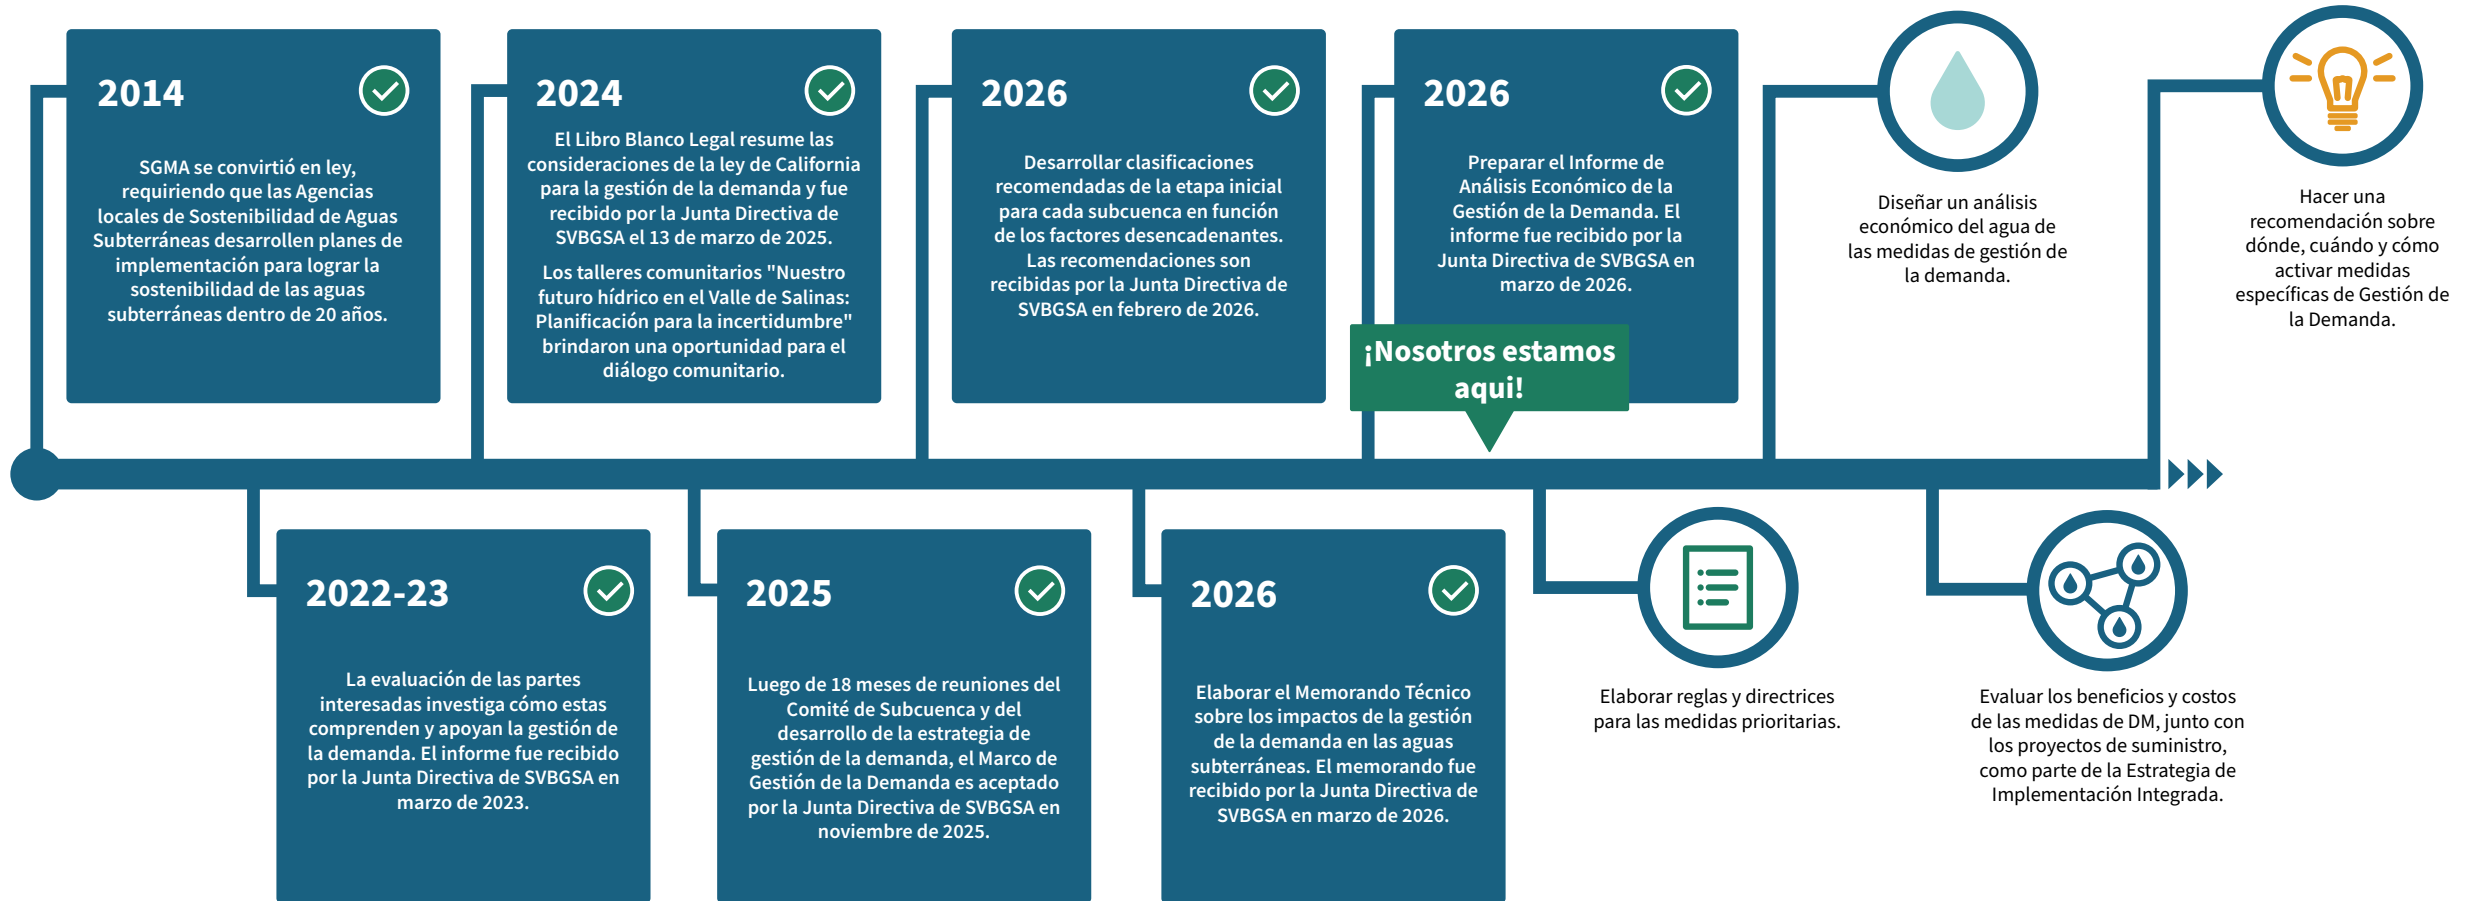 2014
SGMA se convirtió en ley,
requiriendo que las Agencias
locales de Sostenibilidad de Aguas
Subterráneas desarrollen planes de
implementación para lograr la
sostenibilidad de las aguas
subterráneas dentro de 20 años.
2022-23
La evaluación de las partes
interesadas investiga cómo estas
comprenden y apoyan la gestión de
la demanda. El informe fue recibido
por la Junta Directiva de SVBGSA en
marzo de 2023.
2024
El Libro Blanco Legal resume las
consideraciones de la ley de California
para la gestión de la demanda y fue
recibido por la Junta Directiva de
SVBGSA el 13 de marzo de 2025.
Los talleres comunitarios "Nuestro
futuro hídrico en el Valle de Salinas:
Planificación para la incertidumbre"
brindaron una oportunidad para el
diálogo comunitario.
2025
Luego de 18 meses de reuniones del
Comité de Subcuenca y del
desarrollo de la estrategia de
gestión de la demanda, el Marco de
Gestión de la Demanda es aceptado
por la Junta Directiva de SVBGSA en
noviembre de 2025.
2026
Desarrollar clasificaciones
recomendadas de la etapa inicial
para cada subcuenca en función
de los factores desencadenantes.
Las recomendaciones son
recibidas por la Junta Directiva de
SVBGSA en febrero de 2026.
2026
Elaborar el Memorando Técnico
sobre los impactos de la gestión
de la demanda en las aguas
subterráneas. El memorando fue
recibido por la Junta Directiva de
SVBGSA en marzo de 2026.
2026
Preparar el Informe de
Análisis Económico de la
Gestión de la Demanda. El
informe fue recibido por la
Junta Directiva de SVBGSA en
marzo de 2026.
¡Nosotros estamos
aqui!
Elaborar reglas y directrices
para las medidas prioritarias.
Diseñar un análisis
económico del agua de
las medidas de gestión de
la demanda.
Evaluar los beneficios y costos
de las medidas de DM, junto con
los proyectos de suministro,
como parte de la Estrategia de
Implementación Integrada.
Hacer una
recomendación sobre
dónde, cuándo y cómo
activar medidas
específicas de Gestión de
la Demanda.